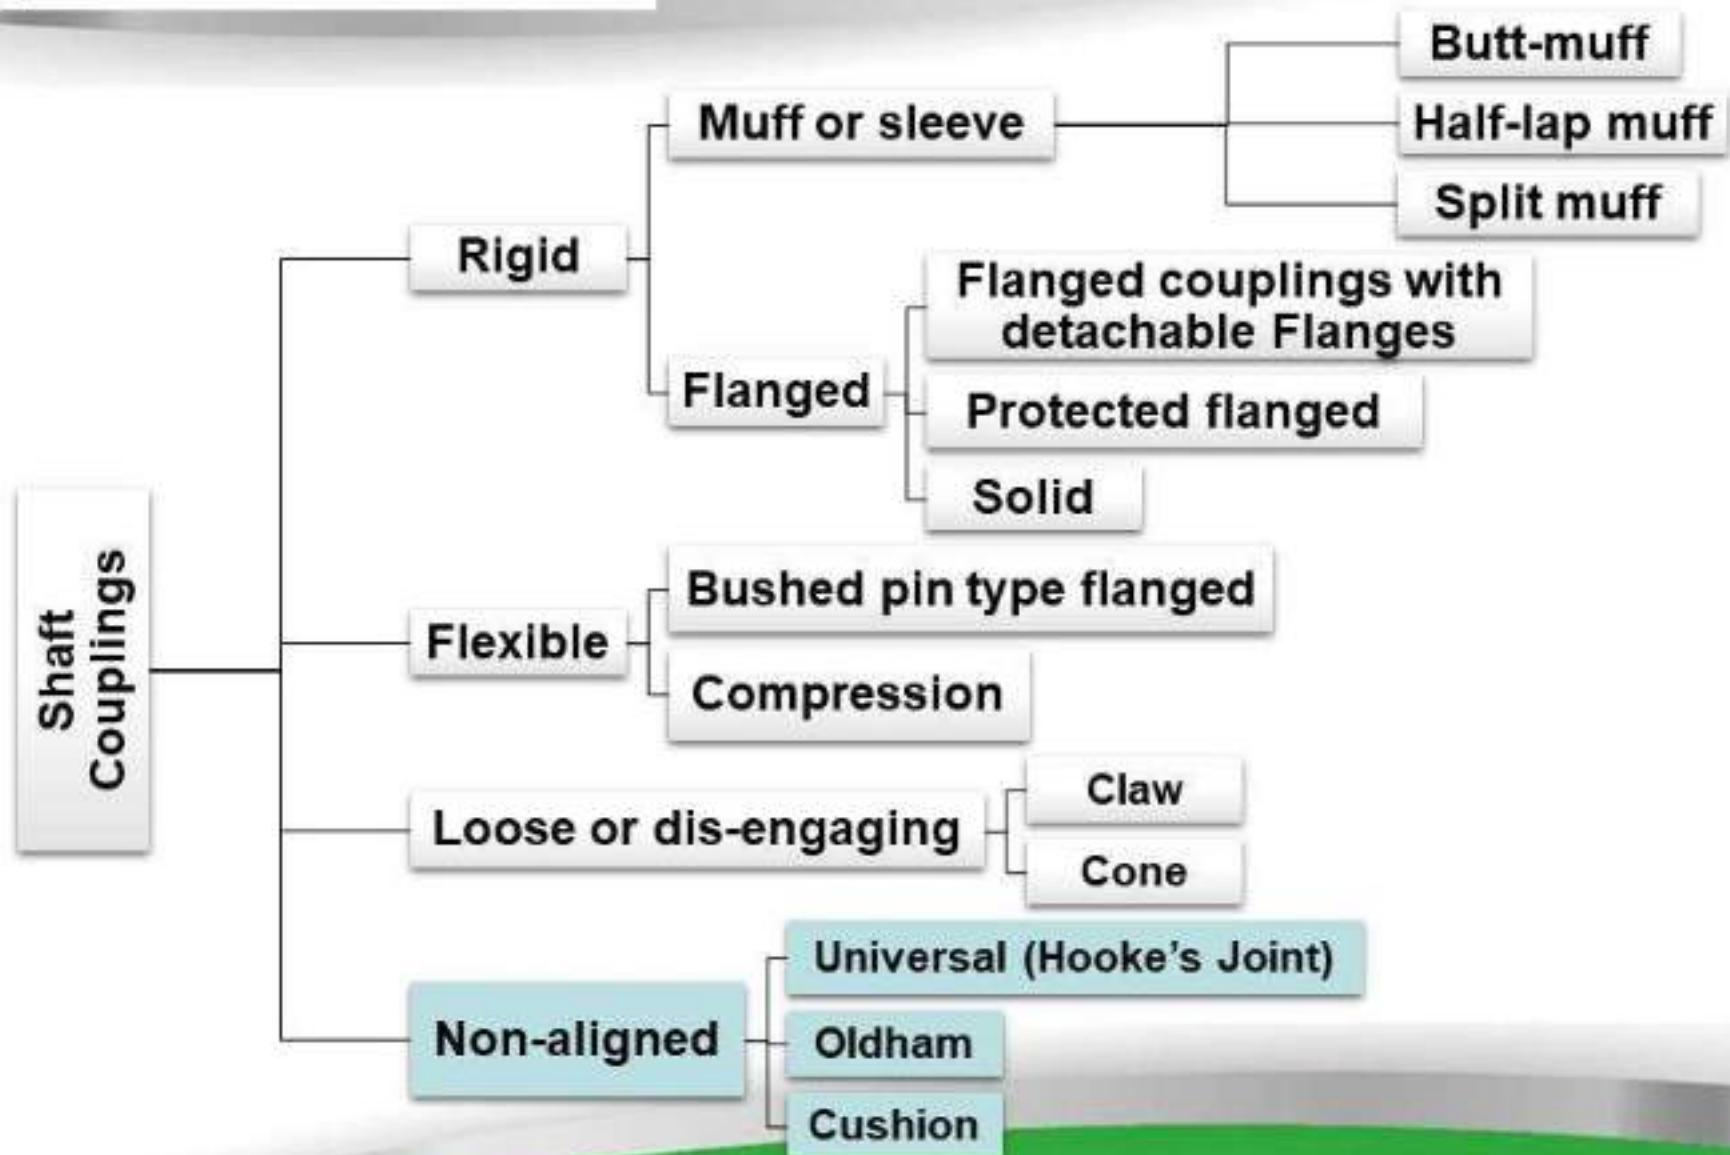 Shaft
Couplings
Rigid
Muff or sleeve
Butt-muff
Half-lap muff
Split muff
Flanged
Flanged couplings with
detachable Flanges
Protected flanged
Solid
Flexible
Bushed pin type flanged
Compression
Loose or dis-engaging
Claw
Cone
Non-aligned
Universal (Hooke's Joint)
Oldham
Cushion